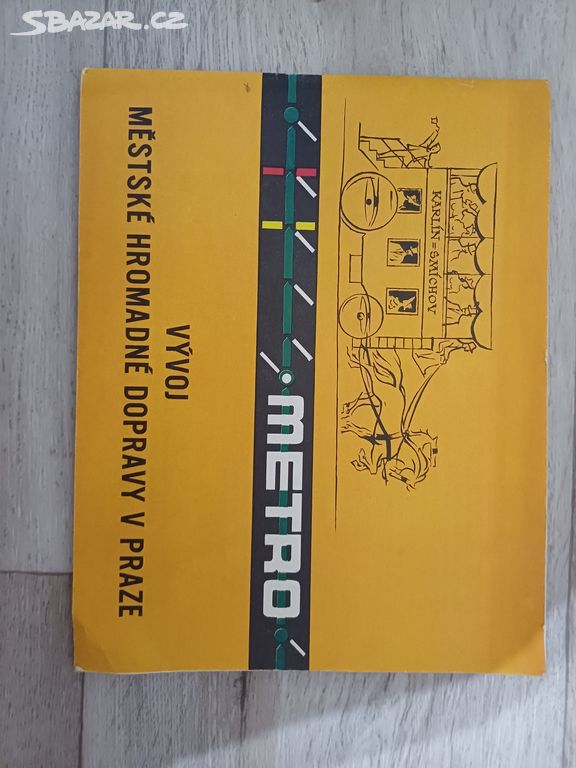 SBAZAR.CZ
KARLÍN=SMÍCHOV
METRO
VÝVOJ
MĚSTSKÉ HROMADNÉ DOPRAVY V PRAZE